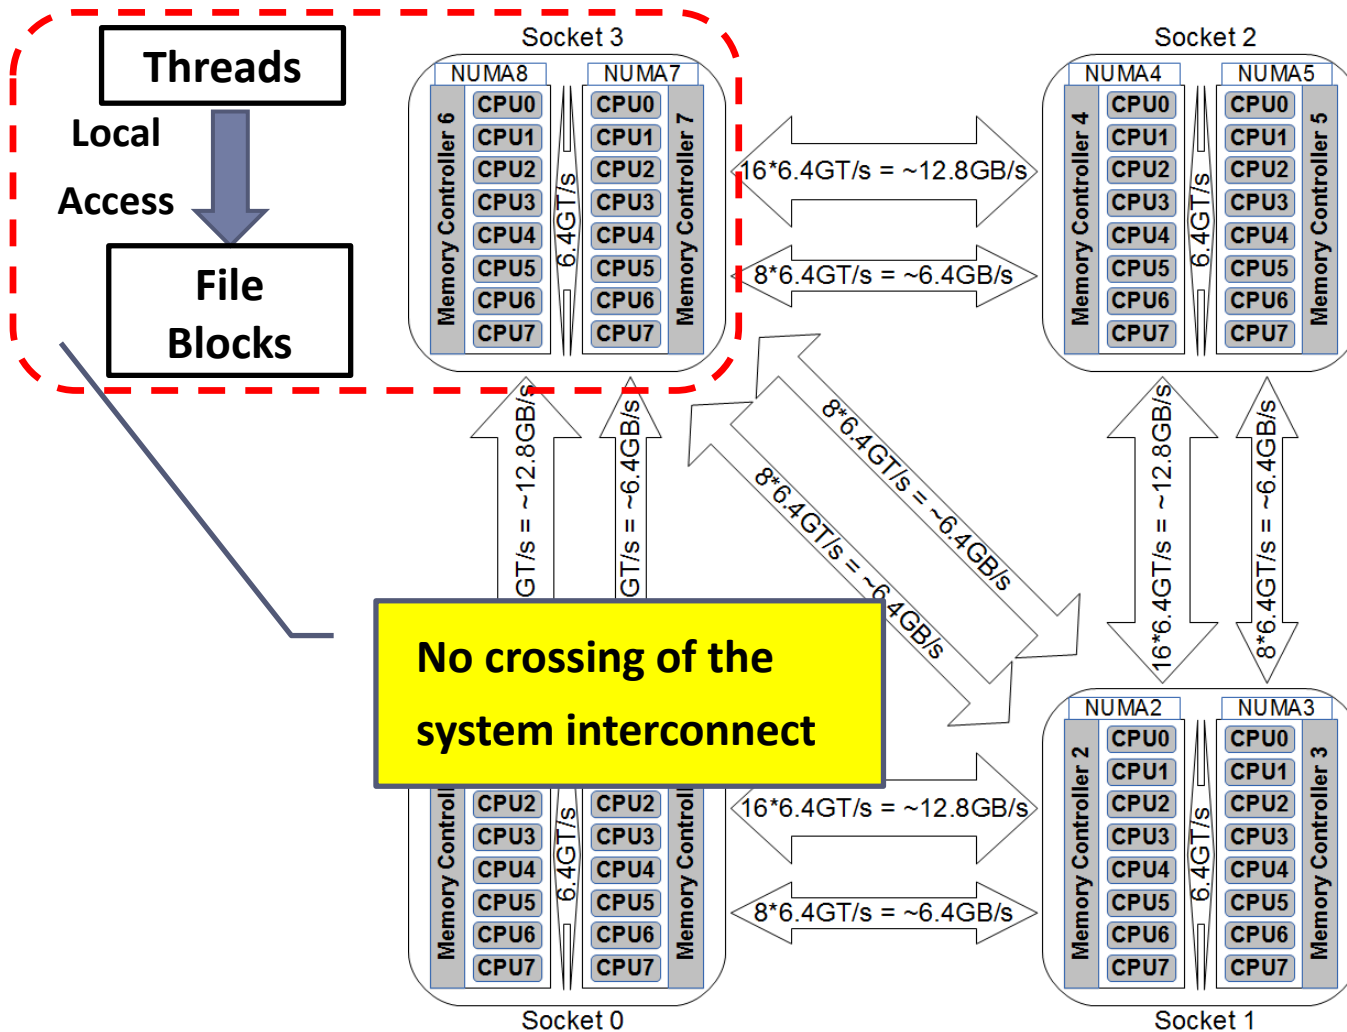 Threads
Local
Access
File
Blocks
Socket 3
NUMA8
NUMA7
Memory Controller 6
CPU0
CPU1
CPU2
CPU3
CPU4
CPU5
CPU6
CPU7
6.4GT/s
CPU0
CPU1
CPU2
CPU3
CPU4
CPU5
CPU6
CPU7
Memory Controller 7
16*6.4GT/s = ~12.8GB/s
8*6.4GT/s = ~6.4GB/s
Socket 2
NUMA4
NUMA5
Memory Controller 4
CPU0
CPU1
CPU2
CPU3
CPU4
CPU5
CPU6
CPU7
6.4GT/s
CPU0
CPU1
CPU2
CPU3
CPU4
CPU5
CPU6
CPU7
Memory Controller 5
GT/s = ~12.8GB/s
GT/s = ~6.4GB/s
8*6.4GT/s = ~6.4GB/s
8*6.4GT/s = ~6.4GB/s
16*6.4GT/s = ~12.8GB/s
8*6.4GT/s = ~6.4GB/s
No crossing of the
system interconnect
Memory Controll
CPU2
CPU3
CPU4
CPU5
CPU6
CPU7
6.4GT/s
CPU2
CPU3
CPU4
CPU5
CPU6
CPU7
Memory Controll
Socket 0
16*6.4GT/s = ~12.8GB/s
8*6.4GT/s = ~6.4GB/s
NUMA2
NUMA3
Memory Controller 2
CPU0
CPU1
CPU2
CPU3
CPU4
CPU5
CPU6
CPU7
6.4GT/s
CPU0
CPU1
CPU2
CPU3
CPU4
CPU5
CPU6
CPU7
Memory Controller 3
Socket 1